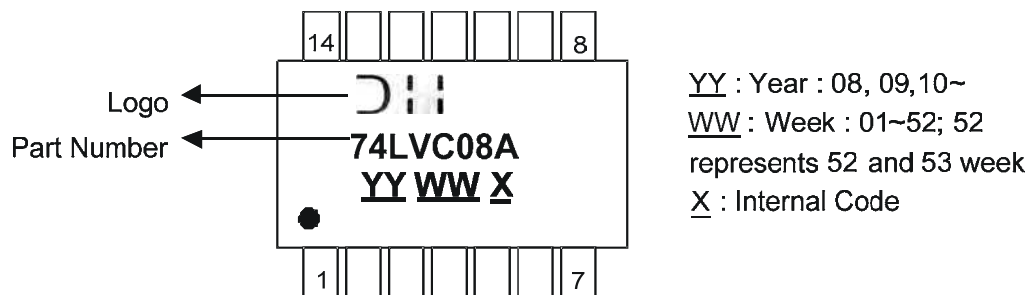 14 8
Logo
Part Number
74LVC08A
YY WW X
1 7
YY : Year : 08, 09,10~
WW : Week : 01~52; 52
represents 52 and 53 week
X : Internal Code